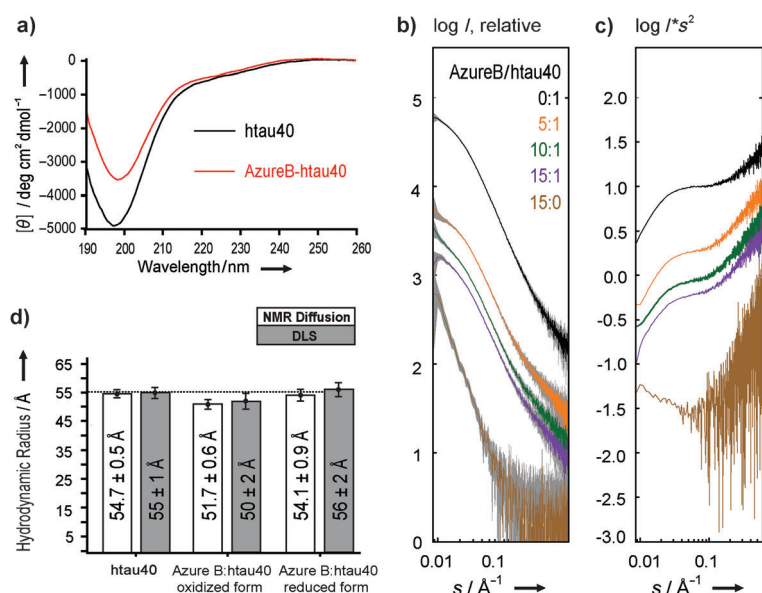 a)
[θ] / deg cm² dmol⁻¹
0
−1000
−2000
−3000
−4000
−5000
190 200 210 220 230 240 250 260
Wavelength/nm
htau40
AzureB-htau40
b) log I, relative
AzureB/htau40
0:1
5:1
10:1
15:1
15:0
5
4
3
2
1
0
0.01 0.1
s / Å⁻¹
c) log I*s²
2.0
1.5
1.0
0.5
0.0
-0.5
-1.0
-1.5
-2.0
-2.5
-3.0
0.01 0.1
s / Å⁻¹
d)
NMR Diffusion
DLS
Hydrodynamic Radius / Å
65
55
45
35
25
15
5
54.7 ± 0.5 Å
55 ± 1 Å
51.7 ± 0.6 Å
50 ± 2 Å
54.1 ± 0.9 Å
56 ± 2 Å
htau40
Azure B:htau40
oxidized form
Azure B:htau40
reduced form